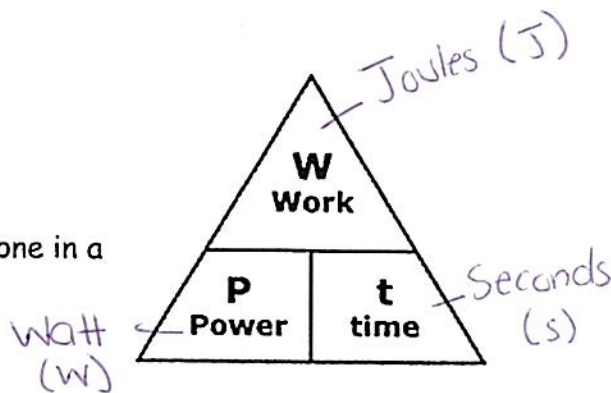 Joules (J)
W
Work
one in a
P
Power
t
time
Watt
(W)
Seconds
(s)